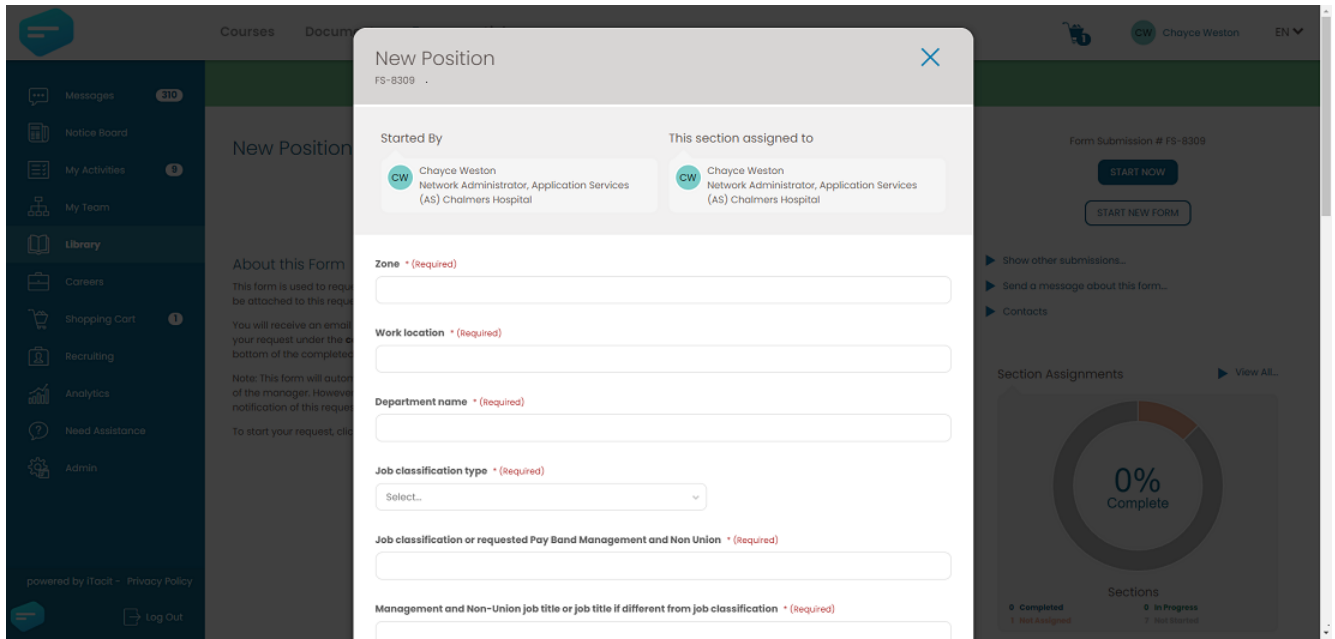 Courses
Docum
1
CW Chayce Weston
EN
Messages 310
Notice Board
My Activities 9
My Team
Library
Careers
Shopping Cart 1
Recruiting
Analytics
Need Assistance
Admin
powered by iTacit - Privacy Policy
Log Out
New Position
About this Form
This form is used to reque
be attached to this reque
You will receive an email
your request under the c
bottom of the completed
Note: This form will autom
of the manager. However
notification of this reques
To start your request, clic
New Position
FS-8309 .
Started By
CW
Chayce Weston
Network Administrator, Application Services
(AS) Chalmers Hospital
This section assigned to
CW
Chayce Weston
Network Administrator, Application Services
(AS) Chalmers Hospital
Zone * (Required)
Work location * (Required)
Department name * (Required)
Job classification type * (Required)
Select...
Job classification or requested Pay Band Management and Non Union * (Required)
Management and Non-Union job title or job title if different from job classification * (Required)
Form Submission # FS-8309
START NOW
START NEW FORM
Show other submissions...
Send a message about this form...
Contacts
Section Assignments
View All...
0%
Complete
Sections
0 Completed
0 In Progress
1 Not Assigned
7 Not Started